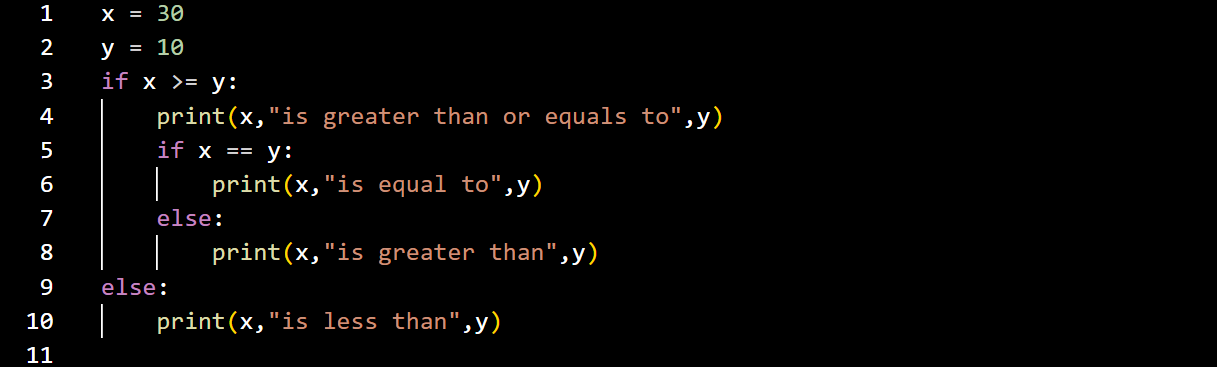 1 x = 30
2 y = 10
3 if x >= y:
4     print(x,"is greater than or equals to",y)
5     if x == y:
6         print(x,"is equal to",y)
7     else:
8         print(x,"is greater than",y)
9 else:
10     print(x,"is less than",y)
11